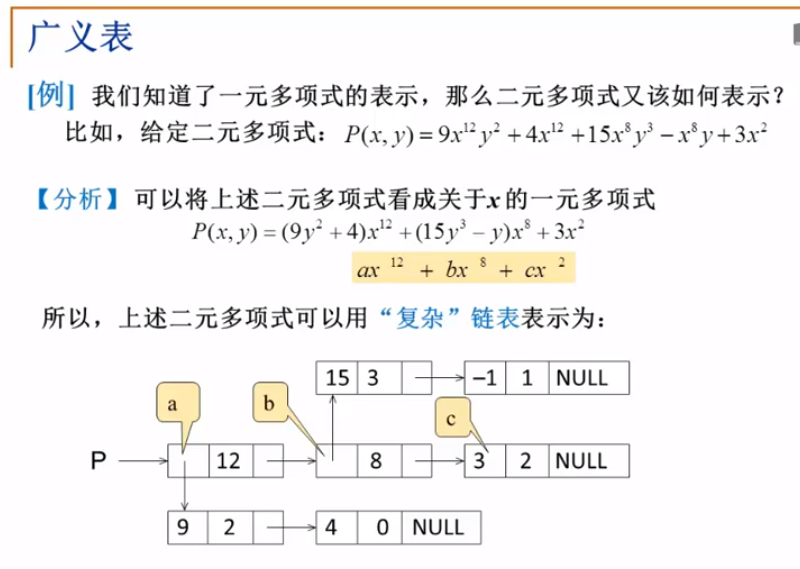 广义表
[例] 我们知道了一元多项式的表示，那么二元多项式又该如何表示？
比如，给定二元多项式：P(x, y) = 9x¹²y² + 4x¹² + 15x⁸y³ − x⁸y + 3x²
【分析】可以将上述二元多项式看成关于x 的一元多项式
P(x, y) = (9y² + 4)x¹² + (15y³ − y)x⁸ + 3x²
ax ¹² + bx ⁸ + cx ²
所以，上述二元多项式可以用“复杂”链表表示为：
15 3 –1 1 NULL
a b c
P 12 8 3 2 NULL
9 2 4 0 NULL